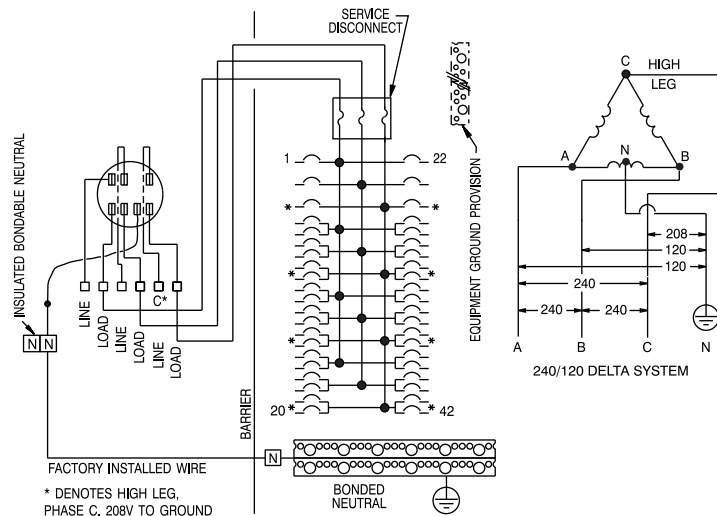 SERVICE
DISCONNECT
INSULATED BONDABLE NEUTRAL
N N
LINE
LOAD
LINE
LOAD
LINE
LOAD
C*
BARRIER
1
22
*
*
*
*
*
*
20*
*42
EQUIPMENT GROUND PROVISION
C
HIGH
LEG
N
A
B
208
120
120
240
240
240
A
B
C
N
240/120 DELTA SYSTEM
FACTORY INSTALLED WIRE
N
BONDED
NEUTRAL
* DENOTES HIGH LEG,
PHASE C, 208V TO GROUND